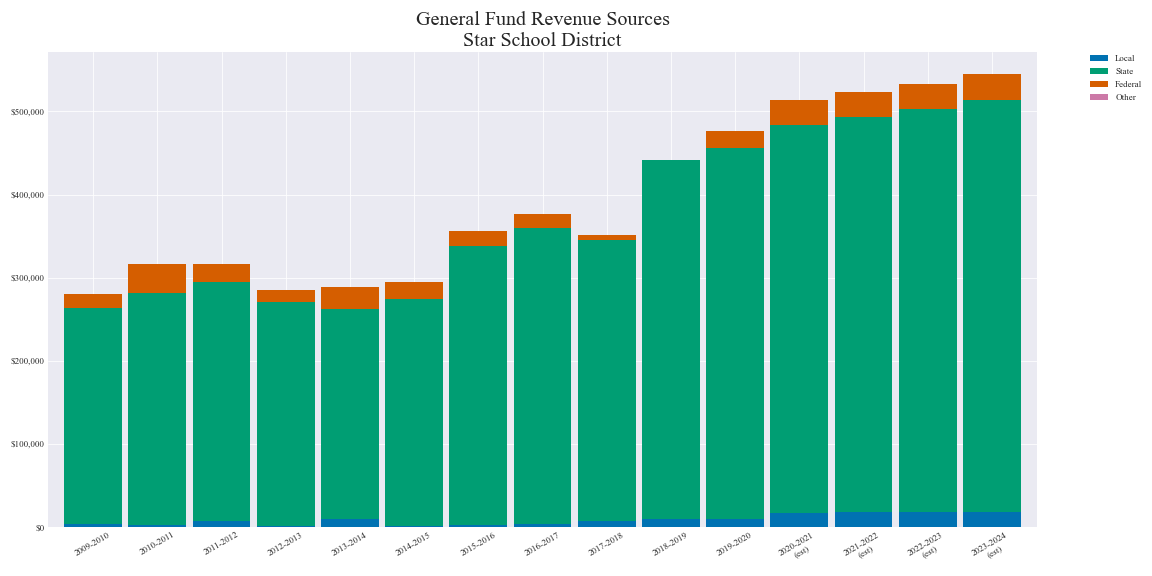 General Fund Revenue Sources
Star School District
Local
State
Federal
Other
$500,000
$400,000
$300,000
$200,000
$100,000
$0
2009-2010
2010-2011
2011-2012
2012-2013
2013-2014
2014-2015
2015-2016
2016-2017
2017-2018
2018-2019
2019-2020
2020-2021
(est)
2021-2022
(est)
2022-2023
(est)
2023-2024
(est)